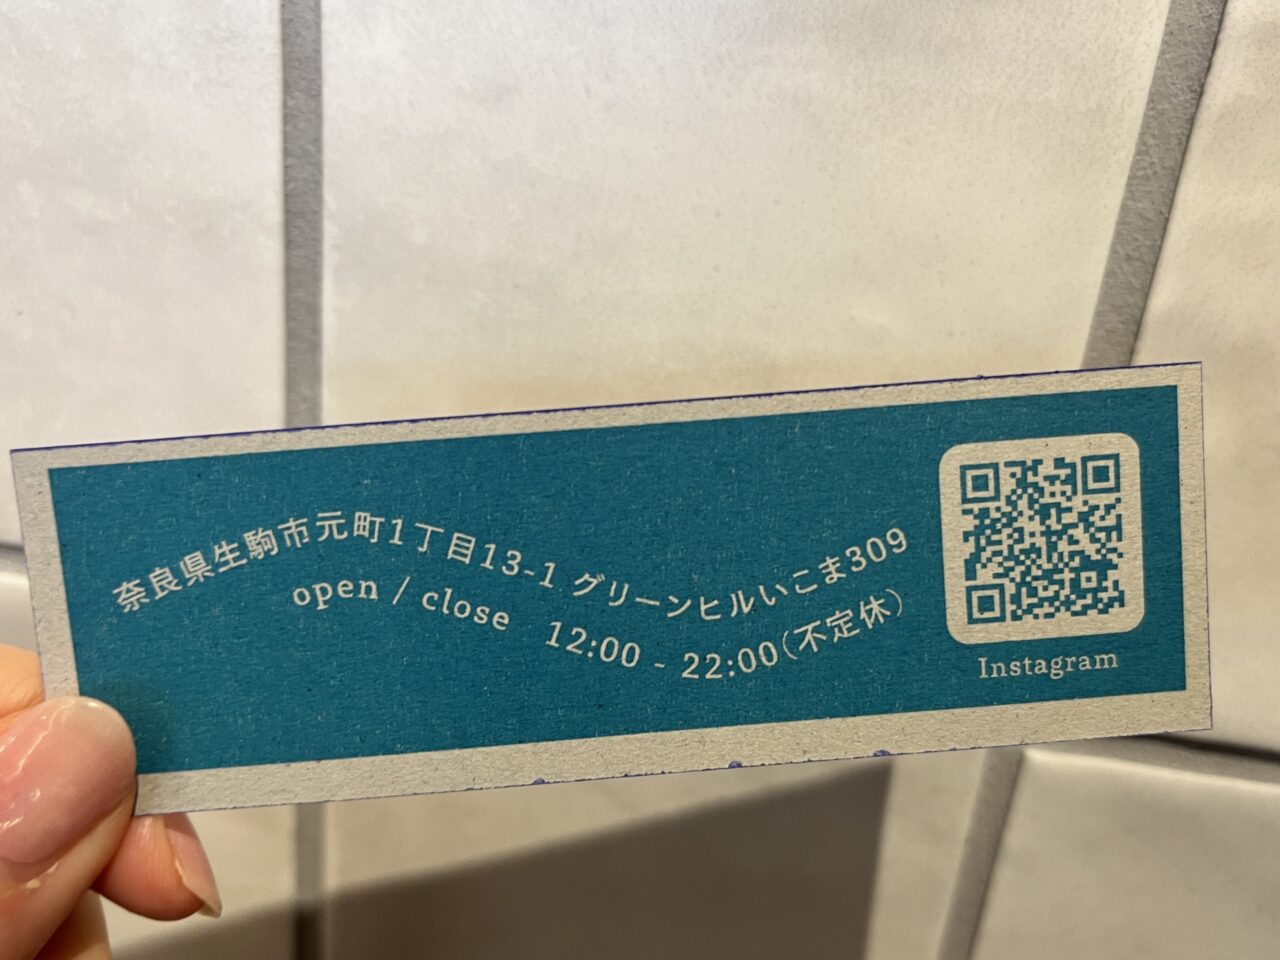 奈良県生駒市元町1丁目13-1 グリーンヒルいこま309
open / close 12:00 - 22:00(不定休)
Instagram